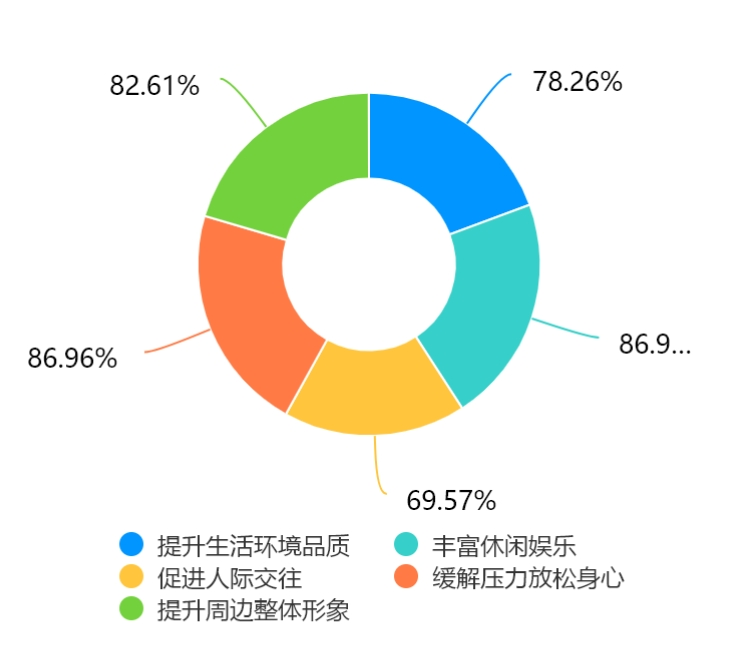 82.61%
78.26%
86.9...
86.96%
69.57%
提升生活环境品质
丰富休闲娱乐
促进人际交往
缓解压力放松身心
提升周边整体形象